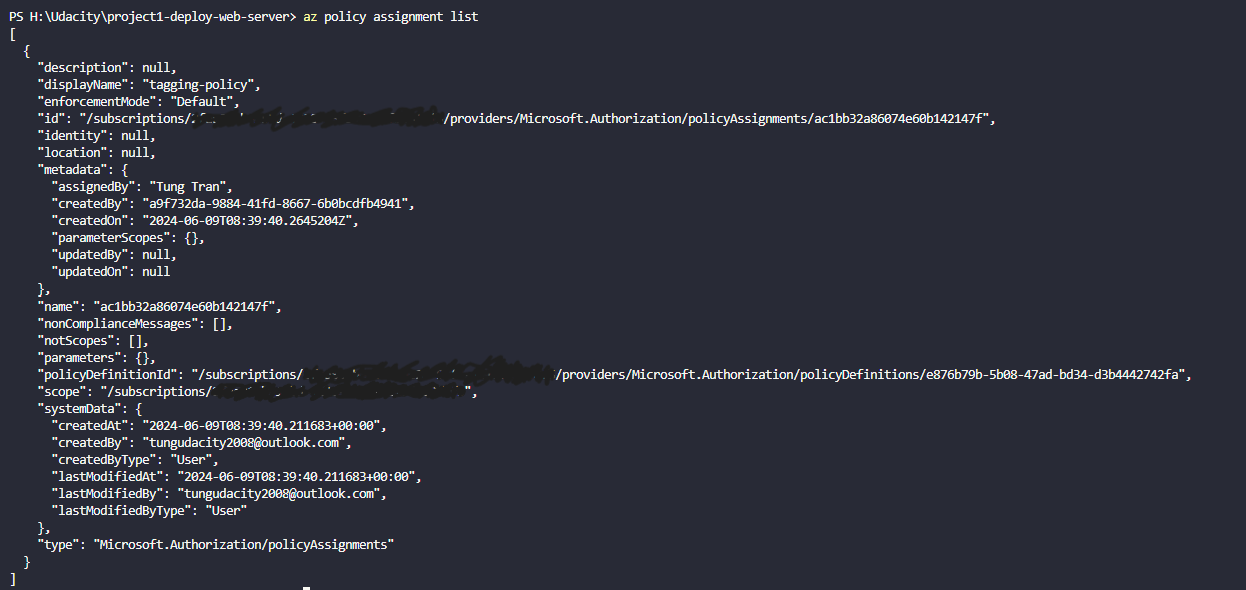 PS H:\Udacity\project1-deploy-web-server> az policy assignment list
[
  {
    "description": null,
    "displayName": "tagging-policy",
    "enforcementMode": "Default",
    "id": "/subscriptions/ /providers/Microsoft.Authorization/policyAssignments/ac1bb32a86074e60b142147f",
    "identity": null,
    "location": null,
    "metadata": {
      "assignedBy": "Tung Tran",
      "createdBy": "a9f732da-9884-41fd-8667-6b0bcdfb4941",
      "createdOn": "2024-06-09T08:39:40.2645204Z",
      "parameterScopes": {},
      "updatedBy": null,
      "updatedOn": null
    },
    "name": "ac1bb32a86074e60b142147f",
    "nonComplianceMessages": [],
    "notScopes": [],
    "parameters": {},
    "policyDefinitionId": "/subscriptions/ /providers/Microsoft.Authorization/policyDefinitions/e876b79b-5b08-47ad-bd34-d3b4442742fa",
    "scope": "/subscriptions/ ",
    "systemData": {
      "createdAt": "2024-06-09T08:39:40.211683+00:00",
      "createdBy": "tungudacity2008@outlook.com",
      "createdByType": "User",
      "lastModifiedAt": "2024-06-09T08:39:40.211683+00:00",
      "lastModifiedBy": "tungudacity2008@outlook.com",
      "lastModifiedByType": "User"
    },
    "type": "Microsoft.Authorization/policyAssignments"
  }
]